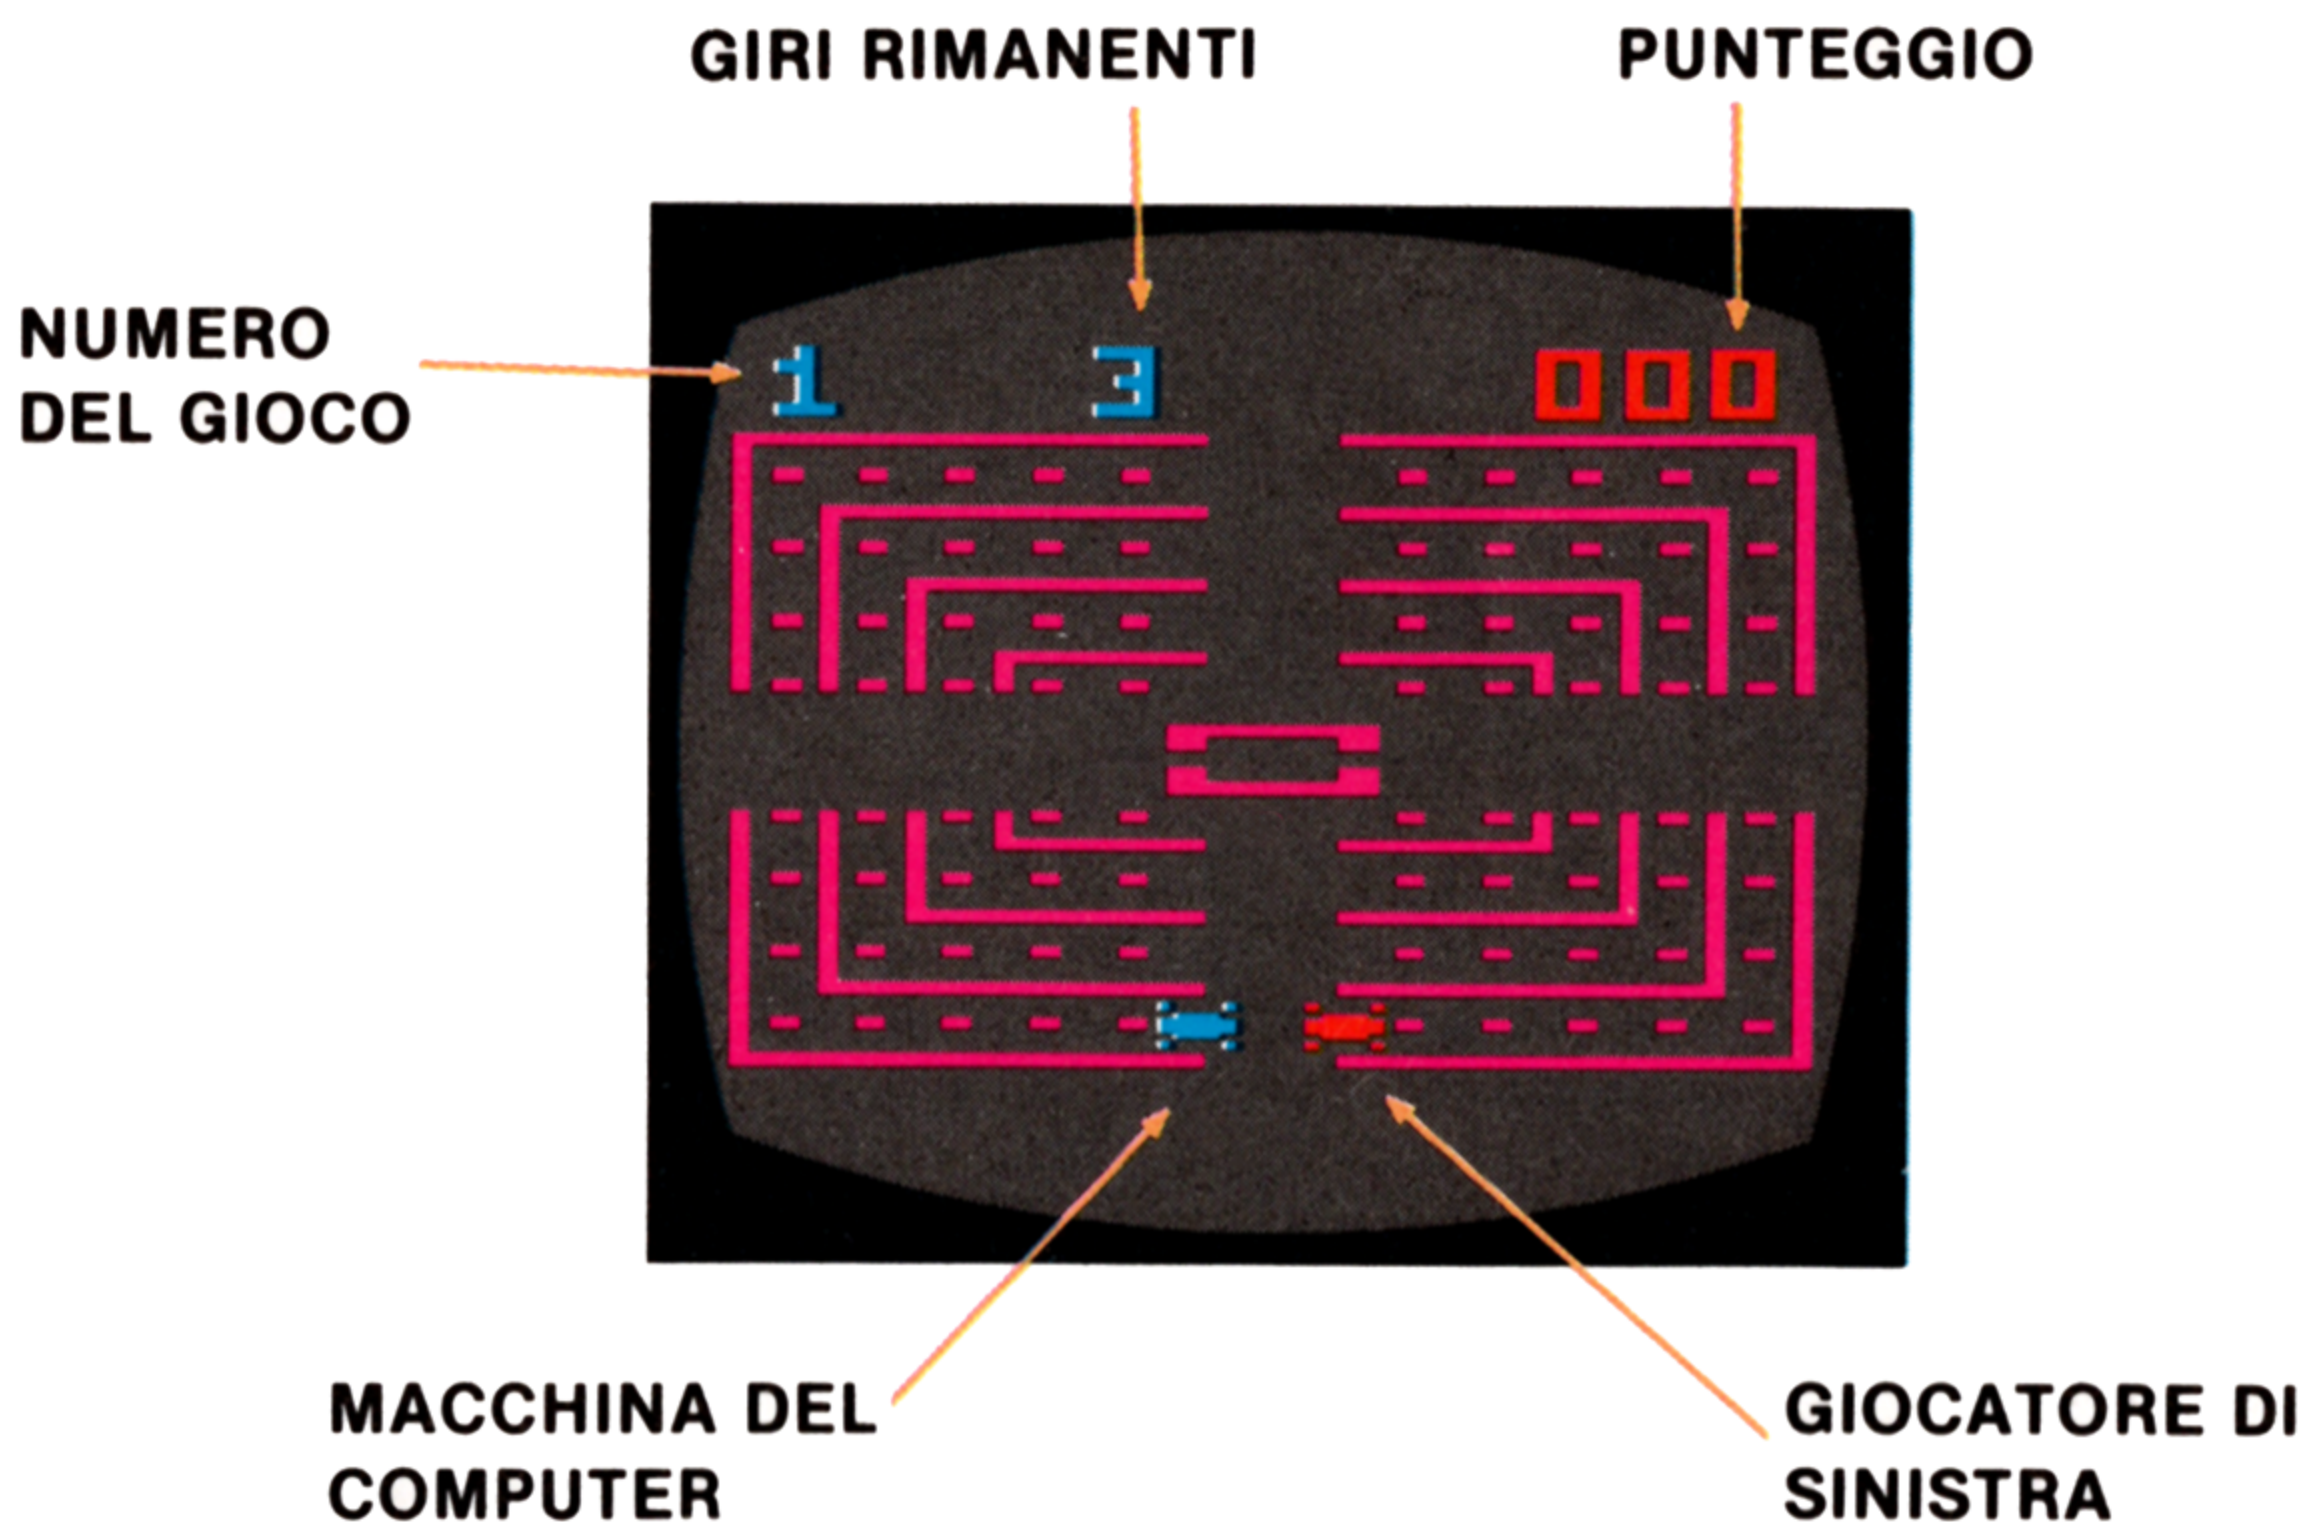 GIRI RIMANENTI
PUNTEGGIO
NUMERO
DEL GIOCO
1 3 000
MACCHINA DEL
COMPUTER
GIOCATORE DI
SINISTRA